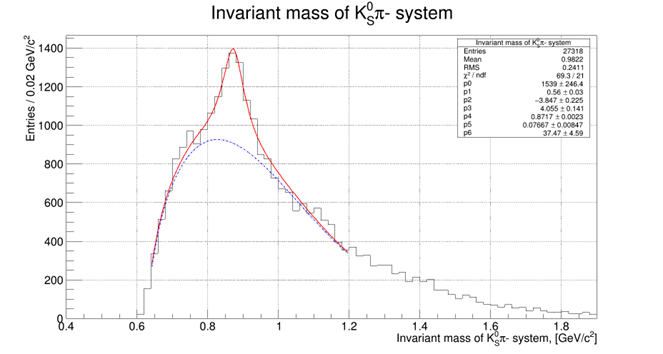 Invariant mass of K⁰ₛπ- system
Invariant mass of K⁰ₛπ- system
Entries 27318
Mean 0.9822
RMS 0.2411
χ² / ndf 69.3 / 21
p0 1539 ± 246.4
p1 0.56 ± 0.03
p2 −3.847 ± 0.225
p3 4.055 ± 0.141
p4 0.8717 ± 0.0023
p5 0.07667 ± 0.00847
p6 37.47 ± 4.59
Entries / 0.02 GeV/c²
1400
1200
1000
800
600
400
200
0
0.4 0.6 0.8 1 1.2 1.4 1.6 1.8
Invariant mass of K⁰ₛπ- system, [GeV/c²]